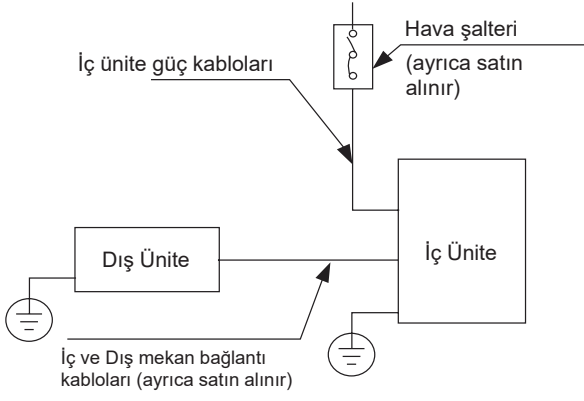 Hava şalteri
(ayrıca satın
alınır)
İç ünite güç kabloları
Dış Ünite
İç Ünite
İç ve Dış mekan bağlantı
kabloları (ayrıca satın alınır)